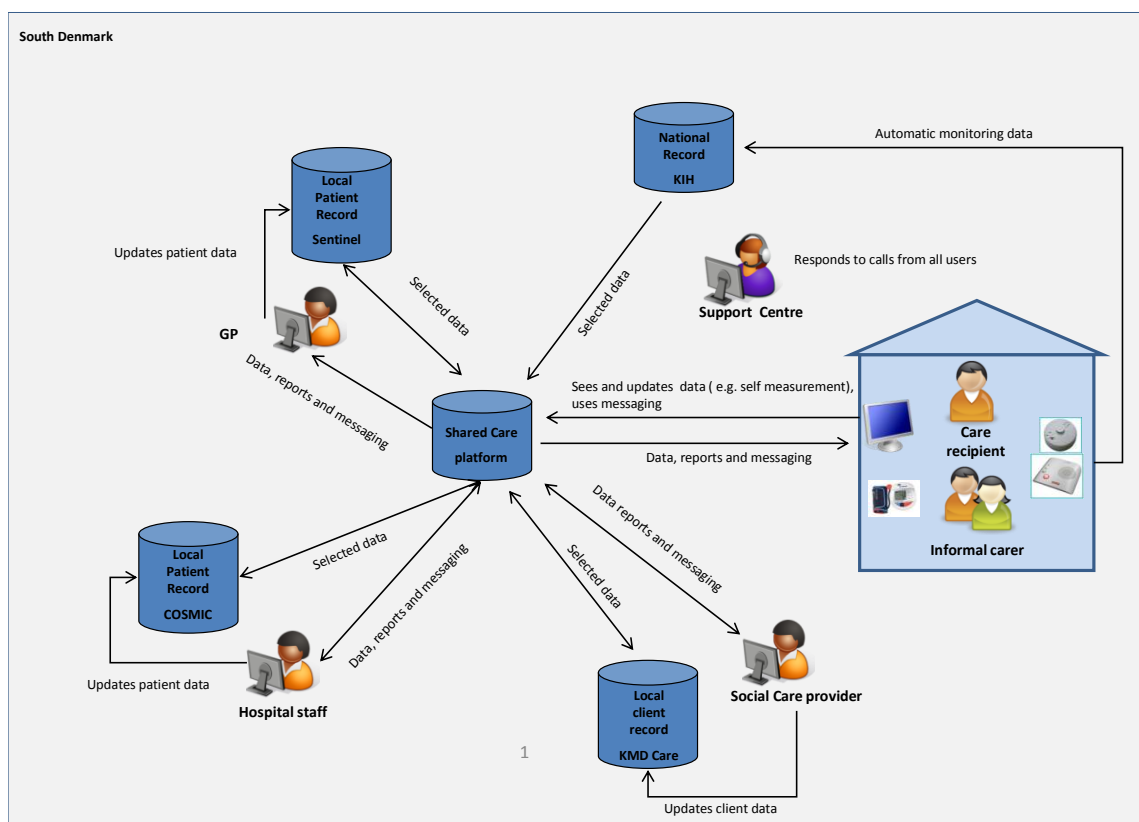 South Denmark
National
Record
KIH
Automatic monitoring data
Local
Patient
Record
Sentinel
Updates patient data
Selected data
Selected data
Responds to calls from all users
Support Centre
GP
Data, reports and messaging
Sees and updates data ( e.g. self measurement),
uses messaging
Shared Care
platform
Data, reports and messaging
Care
recipient
Informal carer
Local
Patient
Record
COSMIC
Selected data
Data, reports and messaging
Selected data
Data reports and messaging
Updates patient data
Hospital staff
Local
client
record
KMD Care
Social Care provider
1
Updates client data